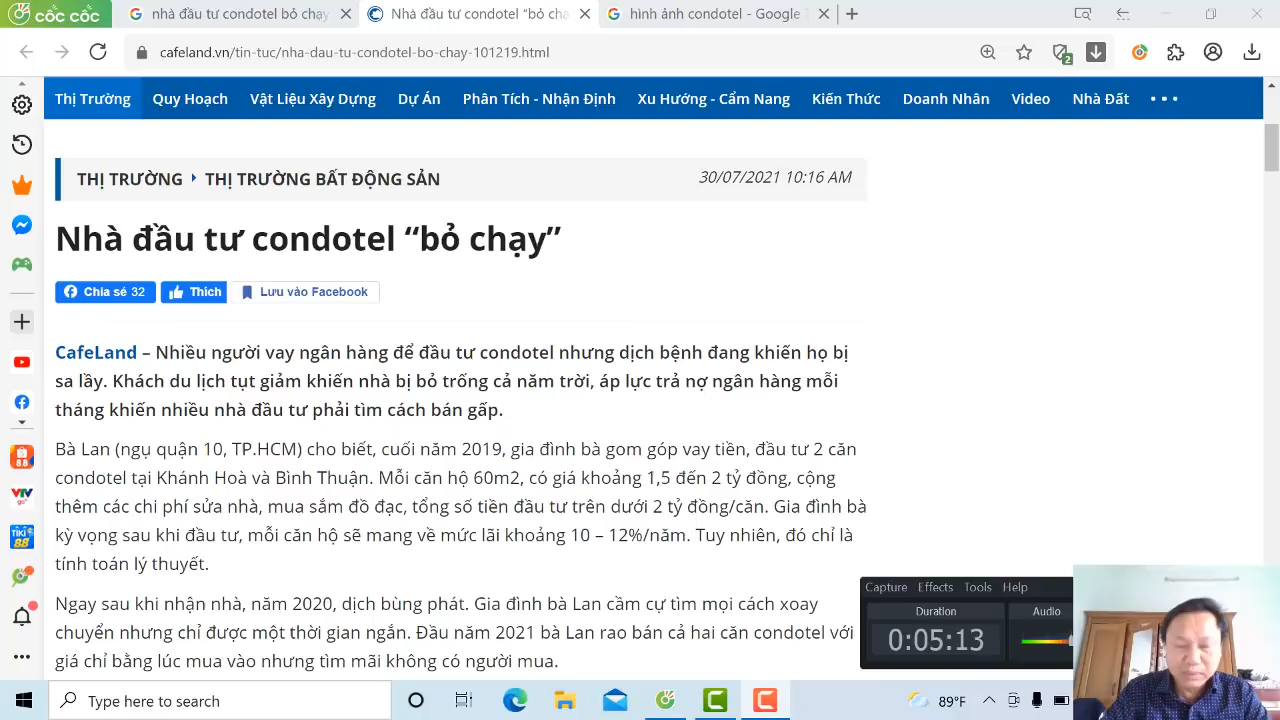 cốc cốc
nhà đầu tư condotel bỏ chạy
Nhà đầu tư condotel “bỏ chạ
hình ảnh condotel - Google T
cafeland.vn/tin-tuc/nha-dau-tu-condotel-bo-chay-101219.html
2
Thị Trường Quy Hoạch Vật Liệu Xây Dựng Dự Án Phân Tích - Nhận Định Xu Hướng - Cẩm Nang Kiến Thức Doanh Nhân Video Nhà Đất
THỊ TRƯỜNG THỊ TRƯỜNG BẤT ĐỘNG SẢN 30/07/2021 10:16 AM
Nhà đầu tư condotel “bỏ chạy”
Chia sẻ 32 Thích Lưu vào Facebook
CafeLand – Nhiều người vay ngân hàng để đầu tư condotel nhưng dịch bệnh đang khiến họ bị
sa lầy. Khách du lịch tụt giảm khiến nhà bị bỏ trống cả năm trời, áp lực trả nợ ngân hàng mỗi
tháng khiến nhiều nhà đầu tư phải tìm cách bán gấp.
Bà Lan (ngụ quận 10, TP.HCM) cho biết, cuối năm 2019, gia đình bà gom góp vay tiền, đầu tư 2 căn
condotel tại Khánh Hoà và Bình Thuận. Mỗi căn hộ 60m2, có giá khoảng 1,5 đến 2 tỷ đồng, cộng
thêm các chi phí sửa nhà, mua sắm đồ đạc, tổng số tiền đầu tư trên dưới 2 tỷ đồng/căn. Gia đình bà
kỳ vọng sau khi đầu tư, mỗi căn hộ sẽ mang về mức lãi khoảng 10 – 12%/năm. Tuy nhiên, đó chỉ là
tính toán lý thuyết.
Ngay sau khi nhận nhà, năm 2020, dịch bùng phát. Gia đình bà Lan cầm cự tìm mọi cách xoay
chuyển nhưng chỉ được một thời gian ngắn. Đầu năm 2021 bà Lan rao bán cả hai căn condotel với
giá chỉ bằng lúc mua vào nhưng tìm mãi không có người mua.
8.8
VTV
go
TIKI
88
Capture Effects Tools Help
Duration Audio
0:05:13
Type here to search
89°F